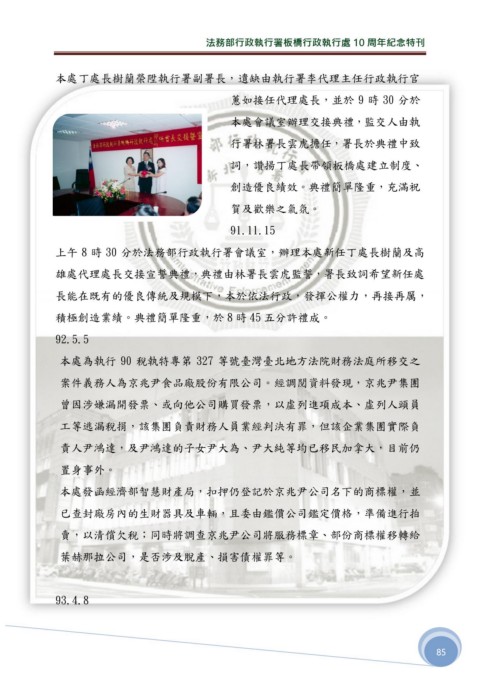 法務部行政執行署板橋行政執行處 10 周年紀念特刊
本處丁處長樹蘭榮陞執行署副署長，遺缺由執行署李代理主任行政執行官
蕙如接任代理處長，並於 9 時 30 分於
本處會議室辦理交接典禮，監交人由執
行署林署長雲虎擔任，署長於典禮中致
詞，讚揚丁處長帶領板橋處建立制度、
創造優良績效。典禮簡單隆重，充滿祝
賀及歡樂之氣氛。
91.11.15
上午 8 時 30 分於法務部行政執行署會議室，辦理本處新任丁處長樹蘭及高
雄處代理處長交接宣誓典禮，典禮由林署長雲虎監誓，署長致詞希望新任處
長能在既有的優良傳統及規模下，本於依法行政，發揮公權力，再接再厲，
積極創造業績。典禮簡單隆重，於 8 時 45 五分許禮成。
92.5.5
本處為執行 90 稅執特專第 327 等號臺灣臺北地方法院財務法庭所移交之
案件義務人為京兆尹食品廠股份有限公司。經調閱資料發現，京兆尹集團
曾因涉嫌漏開發票、或向他公司購買發票，以虛列進項成本、虛列人頭員
工等逃漏稅捐，該集團負責財務人員業經判決有罪，但該企業集團實際負
責人尹鴻達，及尹鴻達的子女尹大為、尹大純等均已移民加拿大，目前仍
置身事外。
本處發函經濟部智慧財產局，扣押仍登記於京兆尹公司名下的商標權，並
已查封廠房內的生財器具及車輛，且委由鑑價公司鑑定價格，準備進行拍
賣，以清償欠稅；同時將調查京兆尹公司將服務標章、部份商標權移轉給
葉赫那拉公司，是否涉及脫產、損害債權罪等。
93.4.8
85